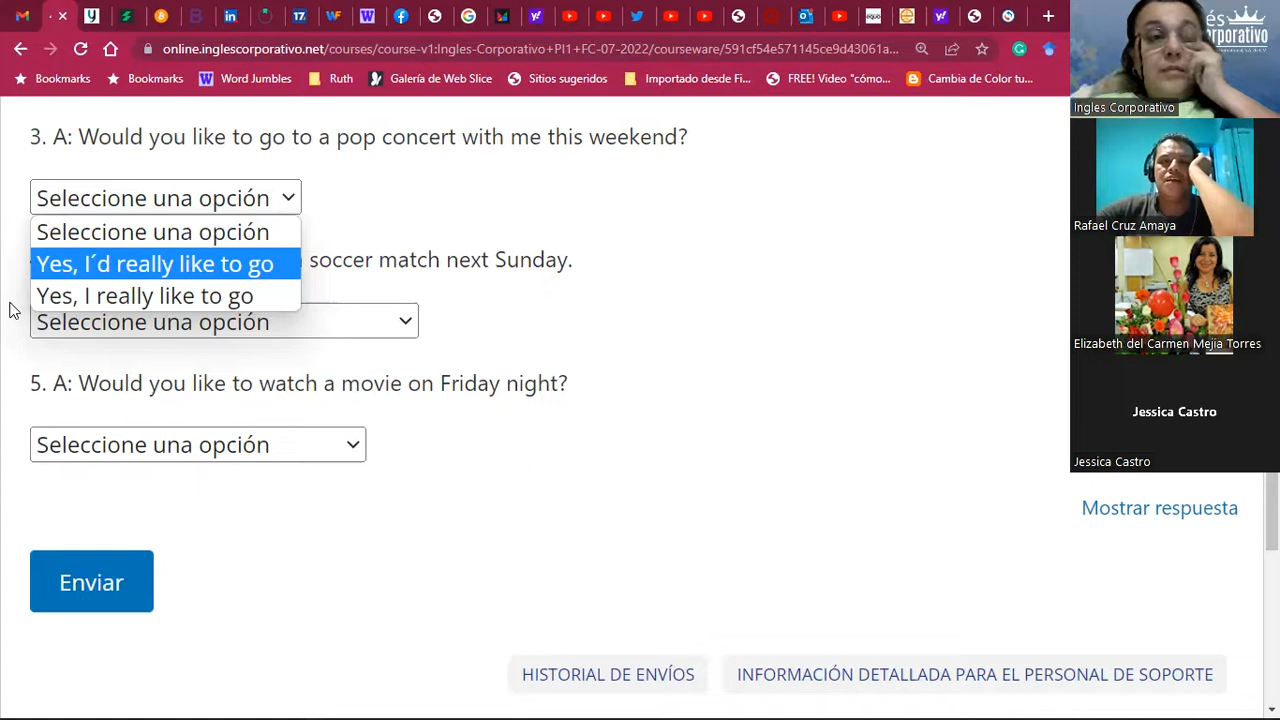 online.inglescorporativo.net/courses/course-v1:Ingles-Corporativo+PI1+FC-07-2022/courseware/591cf54e571145ce9d43061a...
Bookmarks
Bookmarks
Word Jumbles
Ruth
Galería de Web Slice
Sitios sugeridos
Importado desde Fi...
FREE! Video "cómo...
Cambia de Color tu...
3. A: Would you like to go to a pop concert with me this weekend?
Seleccione una opción
Seleccione una opción
Yes, I´d really like to go
soccer match next Sunday.
Yes, I really like to go
Seleccione una opción
5. A: Would you like to watch a movie on Friday night?
Seleccione una opción
Mostrar respuesta
Enviar
HISTORIAL DE ENVÍOS
INFORMACIÓN DETALLADA PARA EL PERSONAL DE SOPORTE
Ingles Corporativo
Rafael Cruz Amaya
Elizabeth del Carmen Mejía Torres
Jessica Castro
Jessica Castro